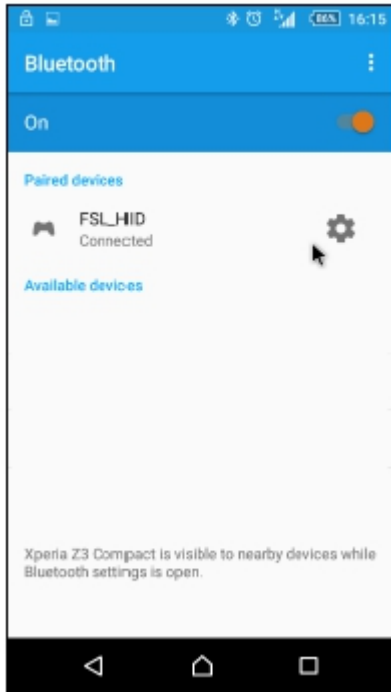 86% 16:15
Bluetooth
On
Paired devices
FSL_HID
Connected
Available devices
Xperia Z3 Compact is visible to nearby devices while
Bluetooth settings is open.